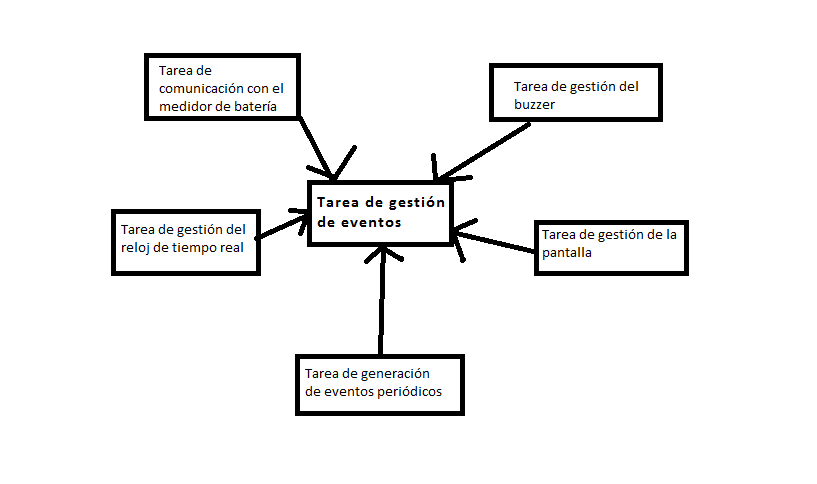 Tarea de
comunicación con el
medidor de batería
Tarea de gestión del
buzzer
Tarea de gestión
de eventos
Tarea de gestión del
reloj de tiempo real
Tarea de gestión de la
pantalla
Tarea de generación
de eventos periódicos